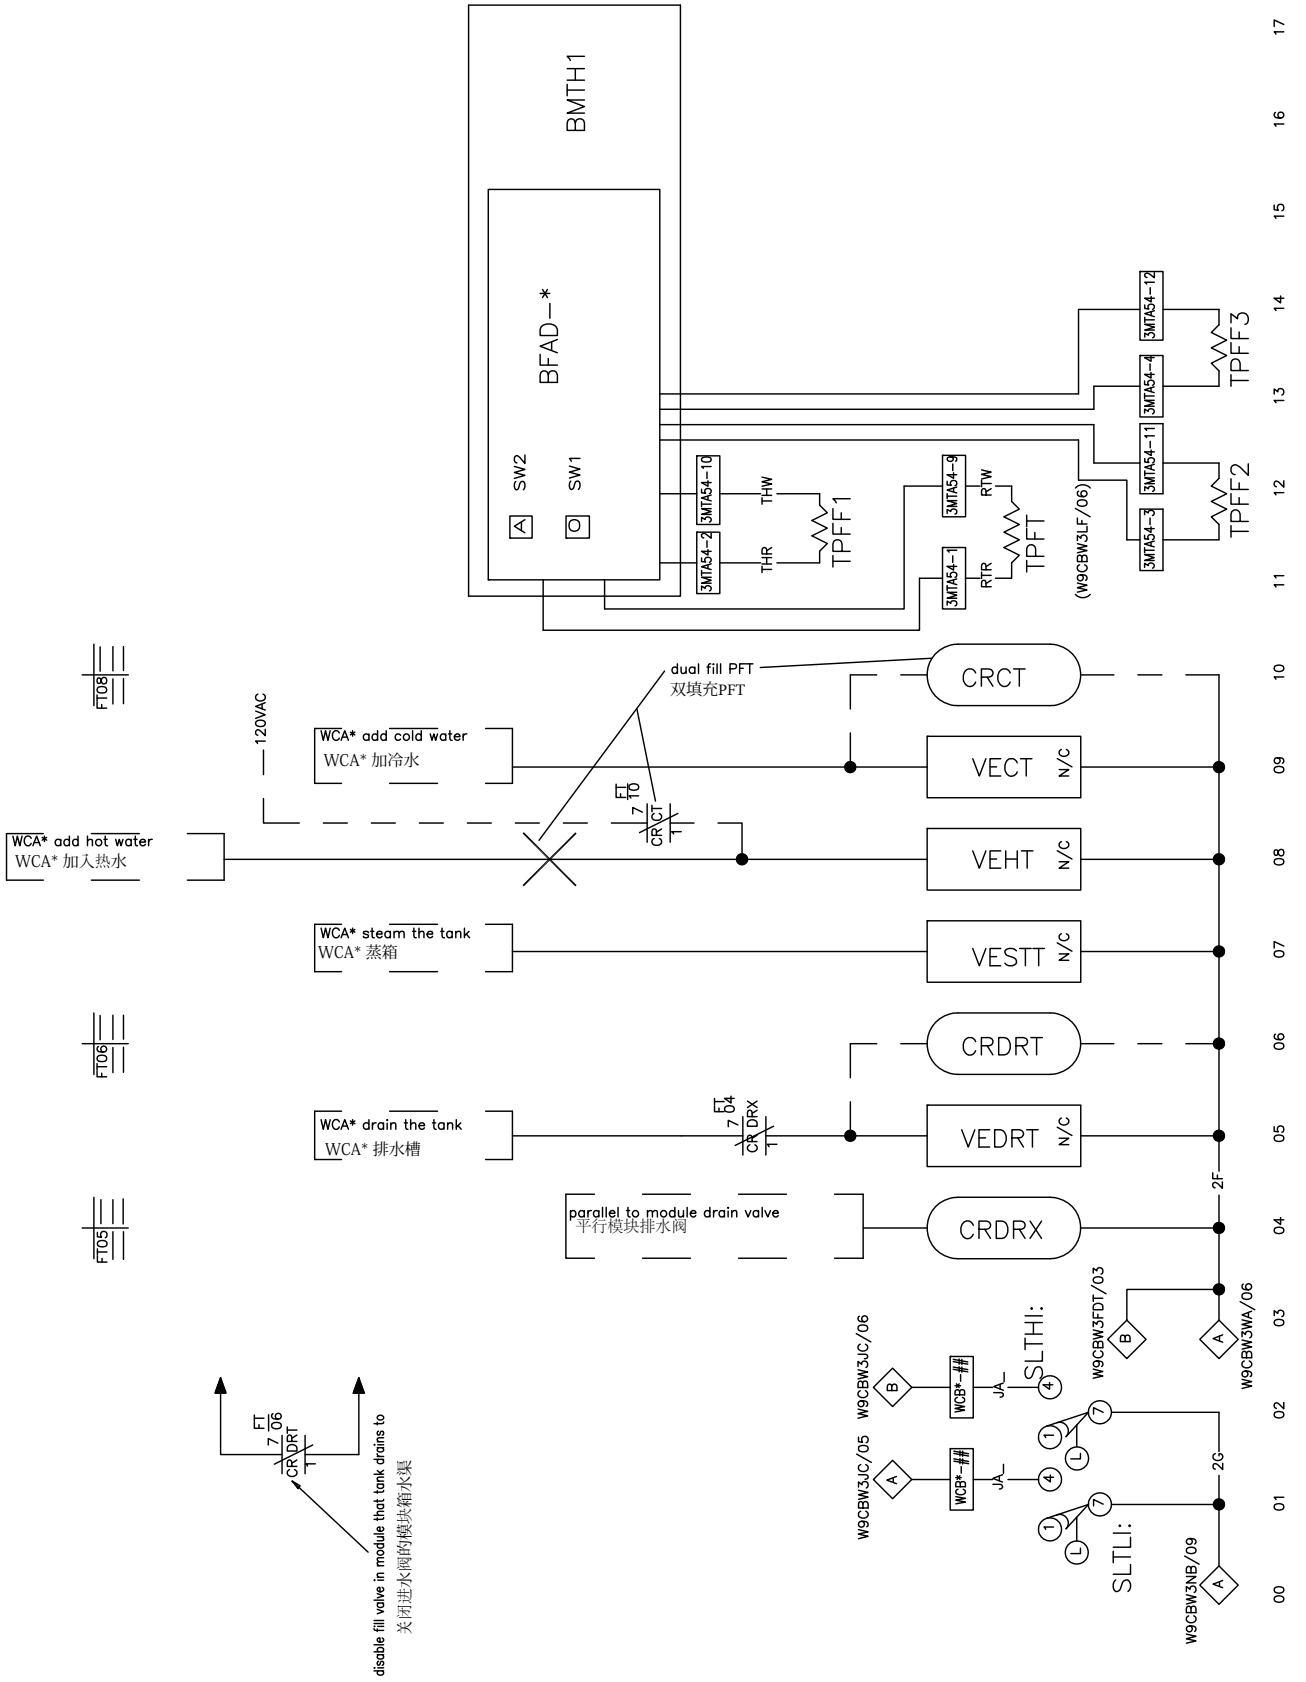 17
16
15
14
13
12
11
10
09
08
07
06
05
04
03
02
01
00
BMTH1
BFAD-*
SW2
A
SW1
O
3MTA54-10
THW
3MTA54-2
THR
TPFF1
3MTA54-9
RTW
3MTA54-1
RTR
TPFT
(W9CBW3LF/06)
3MTA54-12
3MTA54-4
TPFF3
3MTA54-11
3MTA54-3
TPFF2
FT08
120VAC
dual fill PFT
双填充PFT
CRCT
WCA* add cold water
WCA* 加冷水
VECT
N/C
FT
10
7
CR CT
1
WCA* add hot water
WCA* 加入热水
VEHT
N/C
WCA* steam the tank
WCA* 蒸箱
VESTT
N/C
FT06
CRDRT
WCA* drain the tank
WCA* 排水槽
FT
04
7
CR DRX
1
VEDRT
N/C
2F
FT05
parallel to module drain valve
平行模块排水阀
CRDRX
W9CBW3FDT/03
B
A
W9CBW3WA/06
FT
06
7
CR DRT
1
disable fill valve in module that tank drains to
关闭进水阀的模块箱水渠
W9CBW3JC/06
B
WCB*-##
JA
4
SLTHI:
1
L
7
W9CBW3JC/05
A
WCB*-##
JA
4
SLTLI:
1
L
7
2G
W9CBW3NB/09
A